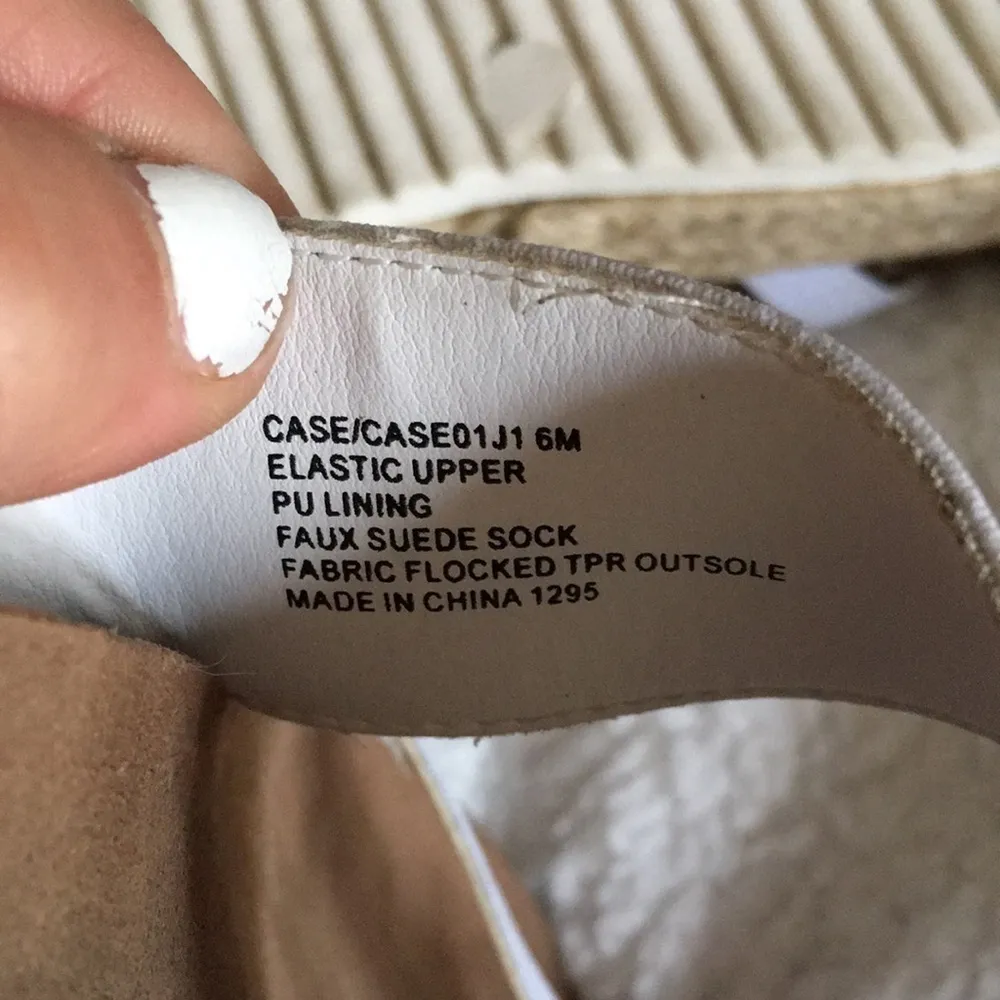 CASE/CASE01J1 6M
ELASTIC UPPER
PU LINING
FAUX SUEDE SOCK
FABRIC FLOCKED TPR OUTSOLE
MADE IN CHINA 1295